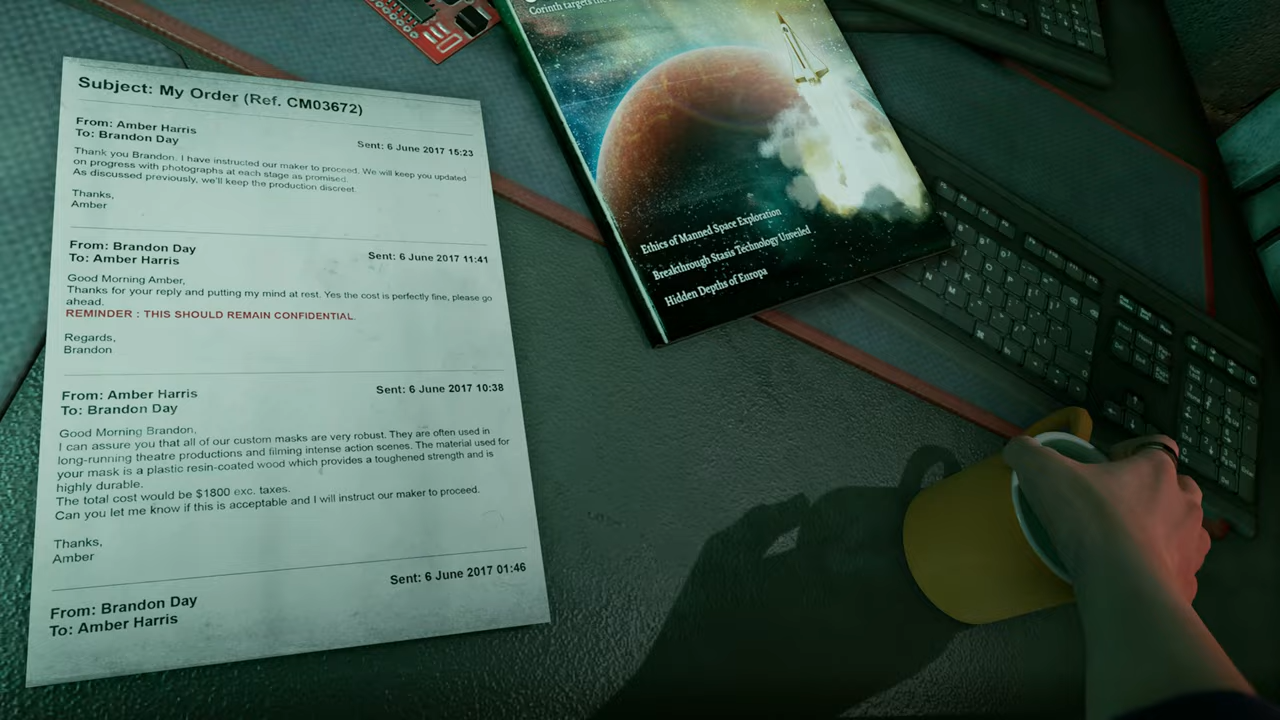 Subject: My Order (Ref. CM03672)
From: Amber Harris
To: Brandon Day
Sent: 6 June 2017 15:23
Thank you Brandon. I have instructed our maker to proceed. We will keep you updated
on progress with photographs at each stage as promised.
As discussed previously, we'll keep the production discreet.
Thanks,
Amber
From: Brandon Day
To: Amber Harris
Sent: 6 June 2017 11:41
Good Morning Amber,
Thanks for your reply and putting my mind at rest. Yes the cost is perfectly fine, please go
ahead.
REMINDER : THIS SHOULD REMAIN CONFIDENTIAL.
Regards,
Brandon
From: Amber Harris
To: Brandon Day
Sent: 6 June 2017 10:38
Good Morning Brandon,
I can assure you that all of our custom masks are very robust. They are often used in
long-running theatre productions and filming intense action scenes. The material used for
your mask is a plastic resin-coated wood which provides a toughened strength and is
highly durable.
The total cost would be $1800 exc. taxes.
Can you let me know if this is acceptable and I will instruct our maker to proceed.
Thanks,
Amber
Sent: 6 June 2017 01:46
From: Brandon Day
To: Amber Harris
Corinth targets the
Ethics of Manned Space Exploration
Breakthrough Stasis Technology Unveiled
Hidden Depths of Europa